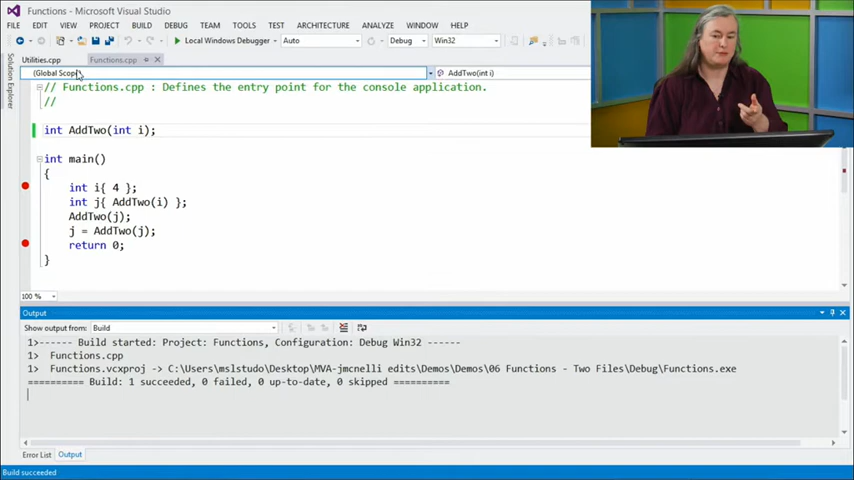 Functions - Microsoft Visual Studio
FILE EDIT VIEW PROJECT BUILD DEBUG TEAM TOOLS TEST ARCHITECTURE ANALYZE WINDOW HELP
Local Windows Debugger Auto Debug Win32
Solution Explorer
Utilities.cpp Functions.cpp
(Global Scope) AddTwo(int i)
// Functions.cpp : Defines the entry point for the console application.
//
int AddTwo(int i);
int main()
{
int i{ 4 };
int j{ AddTwo(i) };
AddTwo(j);
j = AddTwo(j);
return 0;
}
100 %
Output
Show output from: Build
1>------ Build started: Project: Functions, Configuration: Debug Win32 ------
1> Functions.cpp
1> Functions.vcxproj -> C:\Users\mslstudo\Desktop\MVA-jmcnelli edits\Demos\Demos\06 Functions - Two Files\Debug\Functions.exe
========== Build: 1 succeeded, 0 failed, 0 up-to-date, 0 skipped ==========
Error List Output
Build succeeded